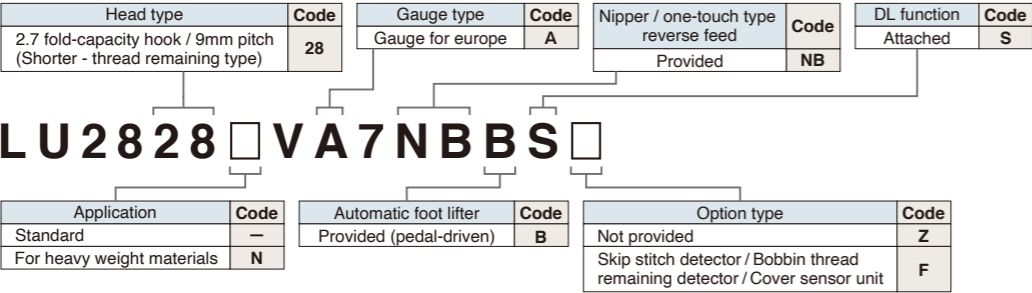 Head type Code
2.7 fold-capacity hook / 9mm pitch
(Shorter - thread remaining type)
28
Gauge type Code
Gauge for europe A
Nipper / one-touch type
reverse feed
Code
Provided NB
DL function Code
Attached S
LU2828□VA7NBBS□
Application Code
Standard —
For heavy weight materials N
Automatic foot lifter Code
Provided (pedal-driven) B
Option type Code
Not provided Z
Skip stitch detector / Bobbin thread
remaining detector / Cover sensor unit
F